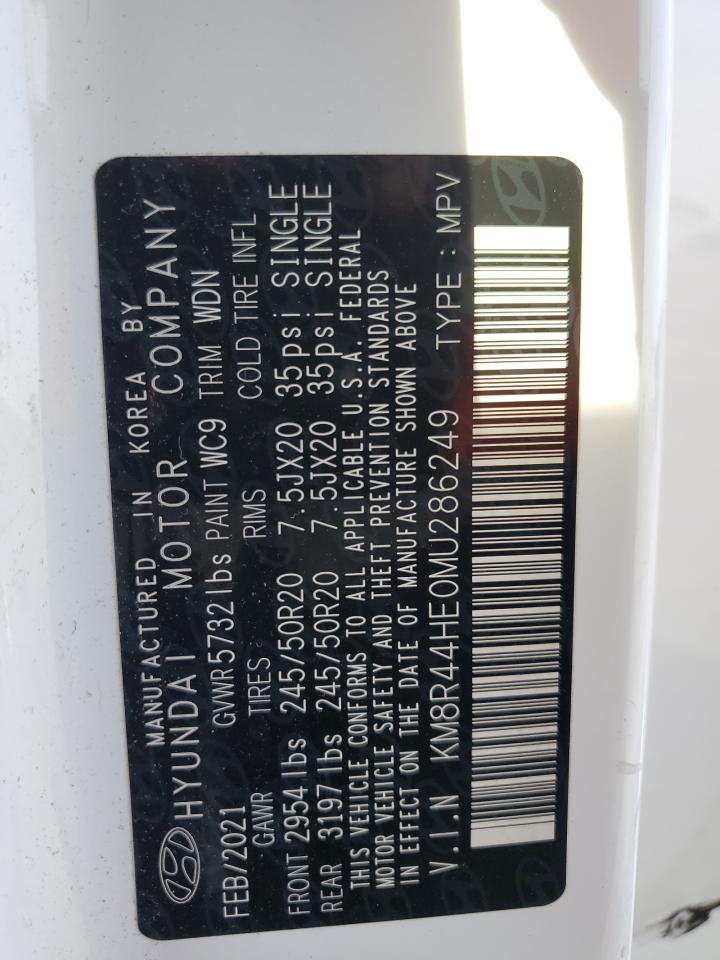 MANUFACTURED IN KOREA BY
HYUNDAI MOTOR COMPANY
FEB/2021 GVWR5732lbs PAINT WC9 TRIM WDN
GAWR TIRES RIMS COLD TIRE INFL
FRONT 2954lbs 245/50R20 7.5JX20 35psi SINGLE
REAR 3197lbs 245/50R20 7.5JX20 35psi SINGLE
THIS VEHICLE CONFORMS TO ALL APPLICABLE U.S.A. FEDERAL
MOTOR VEHICLE SAFETY AND THEFT PREVENTION STANDARDS
IN EFFECT ON THE DATE OF MANUFACTURE SHOWN ABOVE
V.I.N KM8R44HE0MU286249 TYPE : MPV